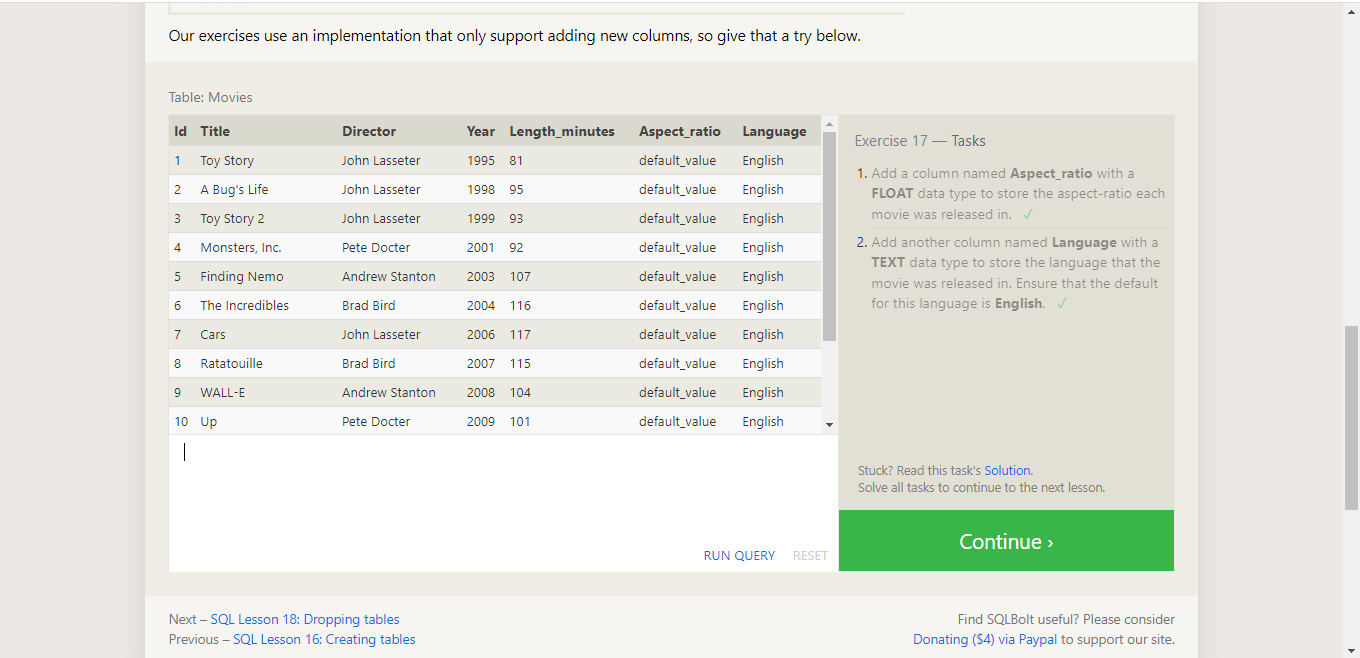 Our exercises use an implementation that only support adding new columns, so give that a try below.
Table: Movies
Id Title Director Year Length_minutes Aspect_ratio Language
1 Toy Story John Lasseter 1995 81 default_value English
2 A Bug's Life John Lasseter 1998 95 default_value English
3 Toy Story 2 John Lasseter 1999 93 default_value English
4 Monsters, Inc. Pete Docter 2001 92 default_value English
5 Finding Nemo Andrew Stanton 2003 107 default_value English
6 The Incredibles Brad Bird 2004 116 default_value English
7 Cars John Lasseter 2006 117 default_value English
8 Ratatouille Brad Bird 2007 115 default_value English
9 WALL-E Andrew Stanton 2008 104 default_value English
10 Up Pete Docter 2009 101 default_value English
RUN QUERY RESET
Exercise 17 — Tasks
1. Add a column named Aspect_ratio with a
FLOAT data type to store the aspect-ratio each
movie was released in. ✓
2. Add another column named Language with a
TEXT data type to store the language that the
movie was released in. Ensure that the default
for this language is English. ✓
Stuck? Read this task's Solution.
Solve all tasks to continue to the next lesson.
Continue ›
Next – SQL Lesson 18: Dropping tables
Previous – SQL Lesson 16: Creating tables
Find SQLBolt useful? Please consider
Donating ($4) via Paypal to support our site.